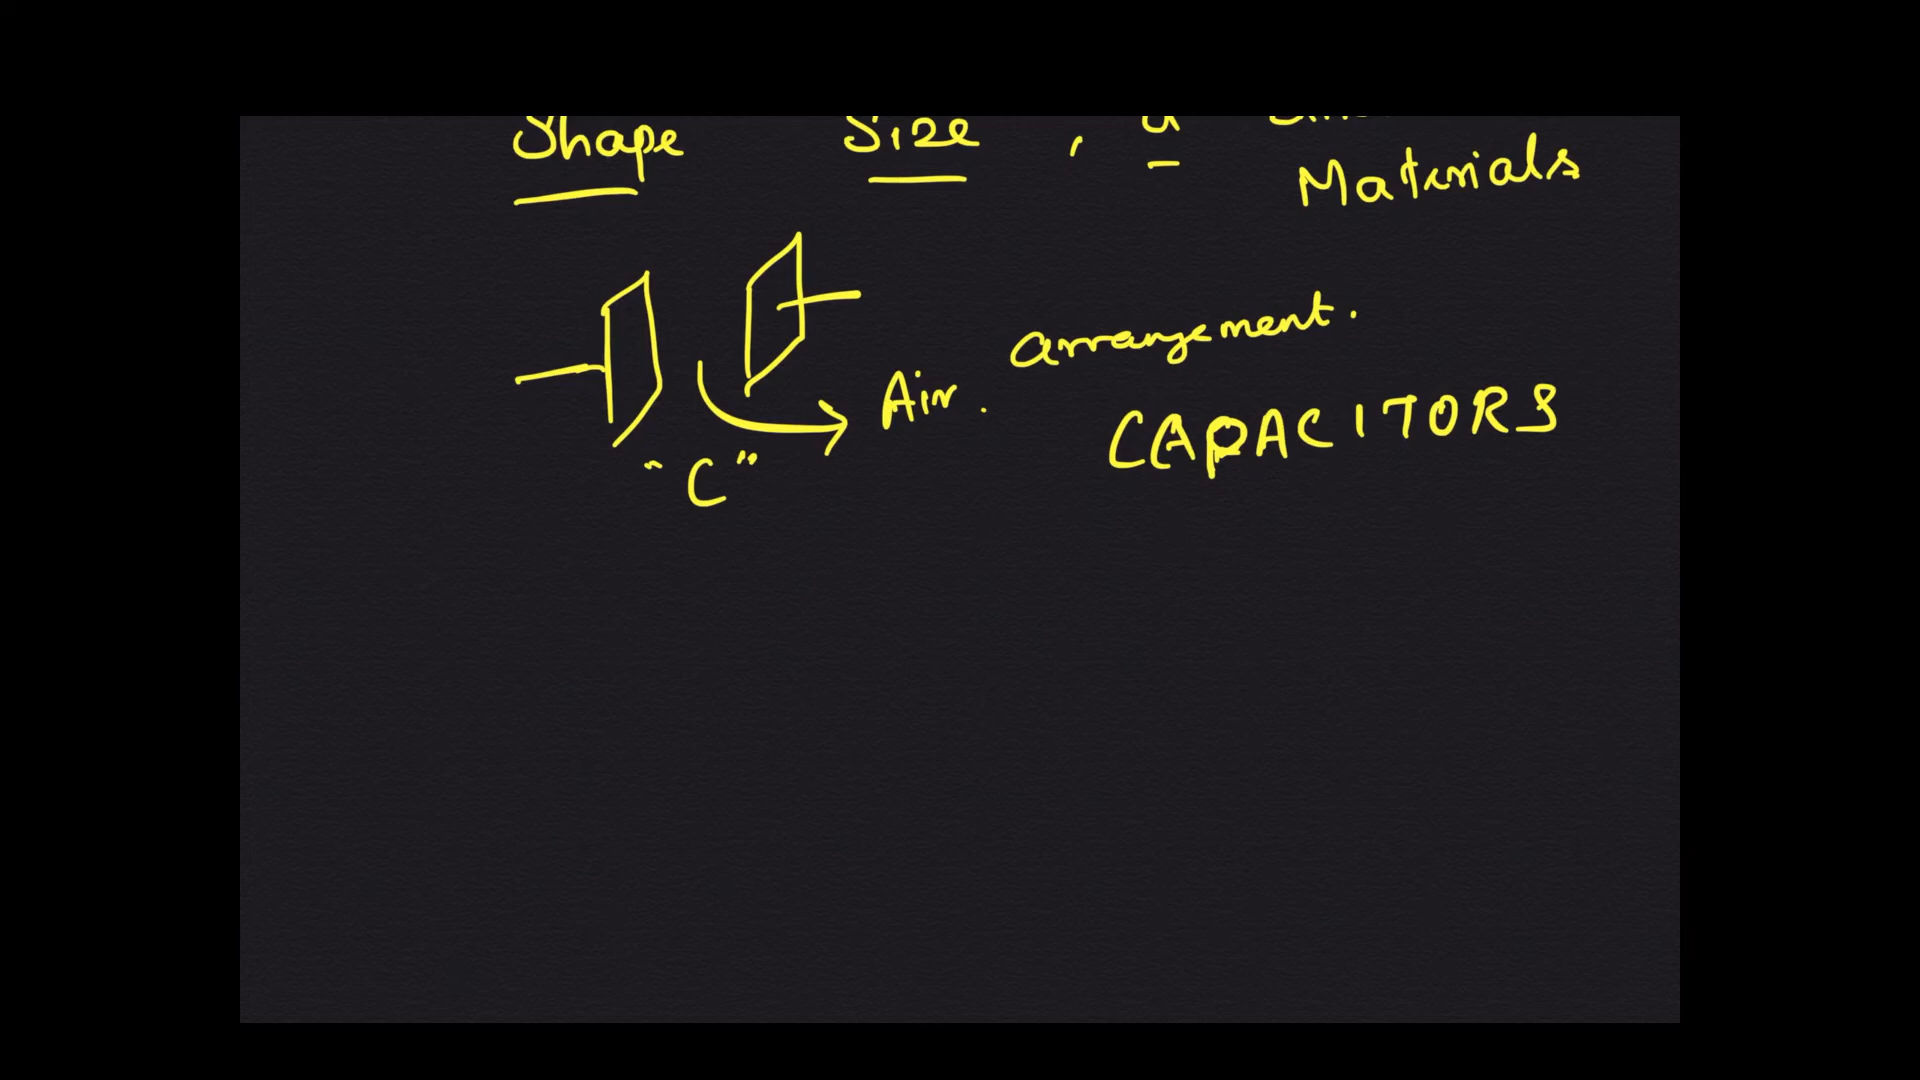 Shape Size ,
Materials
arrangement.
Air.
CAPACITORS
"C"